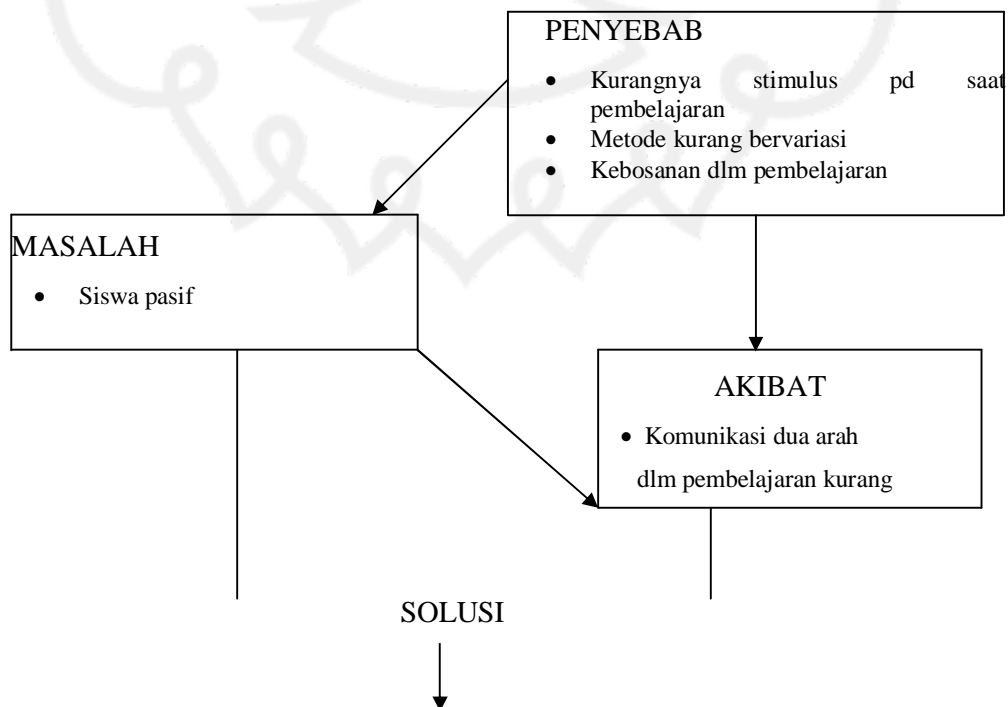 PENYEBAB
• Kurangnya stimulus pd saat
pembelajaran
• Metode kurang bervariasi
• Kebosanan dlm pembelajaran
MASALAH
• Siswa pasif
AKIBAT
• Komunikasi dua arah
dlm pembelajaran kurang
SOLUSI